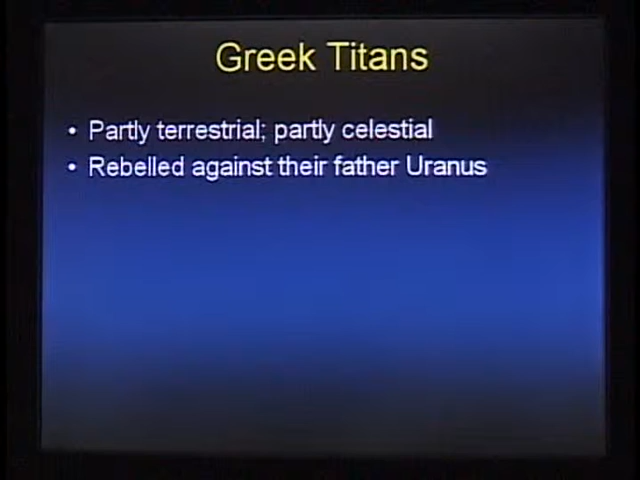 Greek Titans
• Partly terrestrial; partly celestial
• Rebelled against their father Uranus